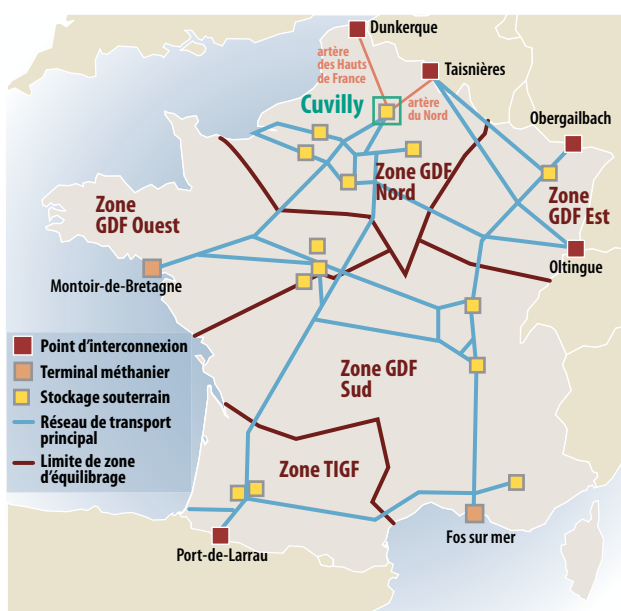 Dunkerque
artère
des Hauts
de France
Taisnières
Cuvilly
artère
du Nord
Obergailbach
Zone GDF
Nord
Zone
GDF Est
Zone
GDF Ouest
Oltingue
Montoir-de-Bretagne
Point d'interconnexion
Terminal méthanier
Stockage souterrain
Réseau de transport
principal
Limite de zone
d'équilibrage
Zone GDF
Sud
Zone TIGF
Fos sur mer
Port-de-Larrau